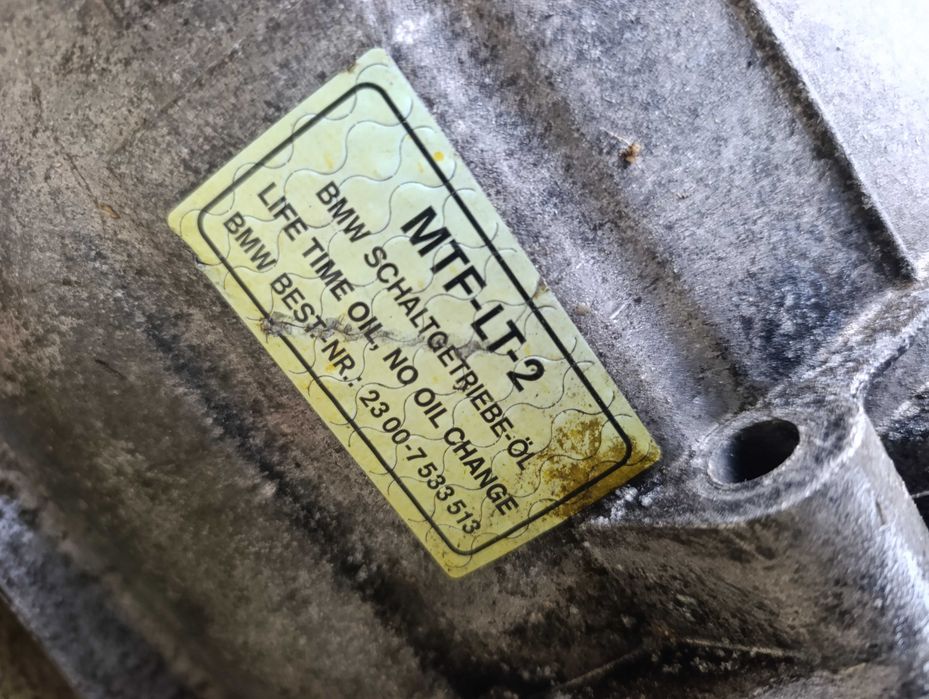 MTF-LT-2
BMW SCHALTGETRIEBE-ÖL
LIFE TIME OIL, NO OIL CHANGE
BMW BEST.-NR.: 23 00-7 533 513